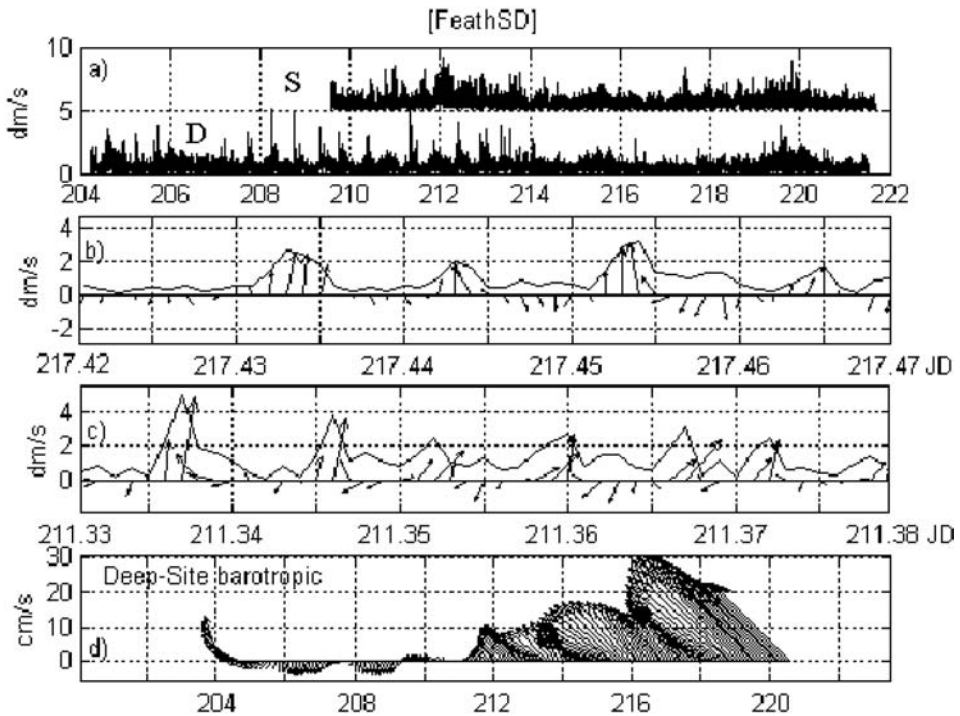 [FeathSD]
a)
S
D
dm/s
10
5
0
204 206 208 210 212 214 216 218 220 222
b)
dm/s
4
2
0
-2
217.42 217.43 217.44 217.45 217.46 217.47 JD
c)
dm/s
4
2
0
211.33 211.34 211.35 211.36 211.37 211.38 JD
Deep-Site barotropic
d)
cm/s
30
20
10
0
204 208 212 216 220